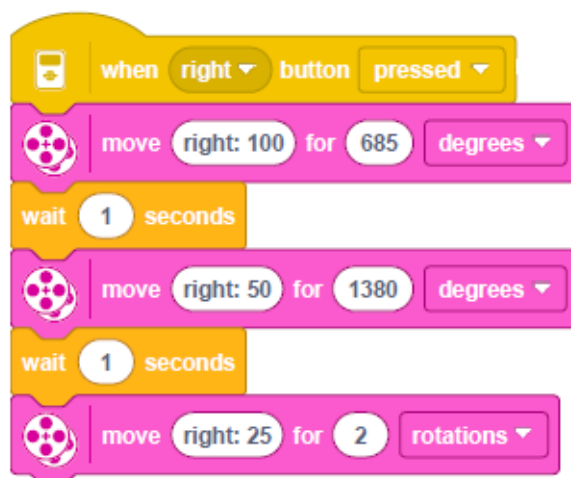 when right button pressed
move right: 100 for 685 degrees
wait 1 seconds
move right: 50 for 1380 degrees
wait 1 seconds
move right: 25 for 2 rotations